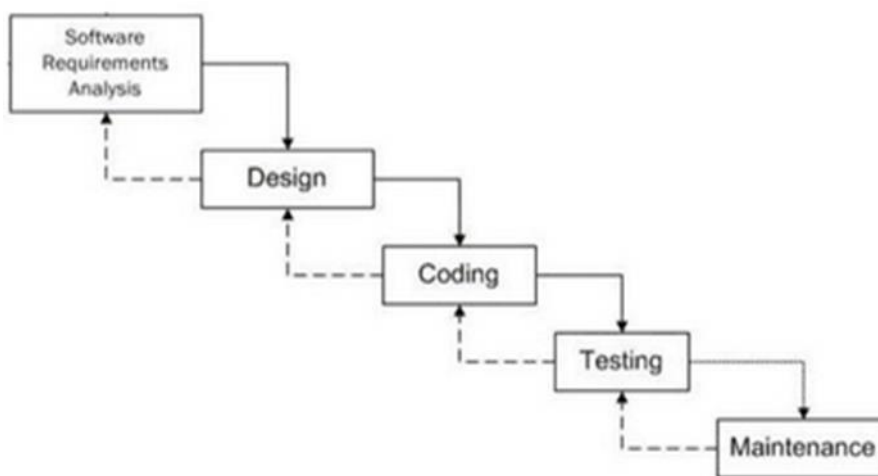 Software
Requirements
Analysis
Design
Coding
Testing
Maintenance